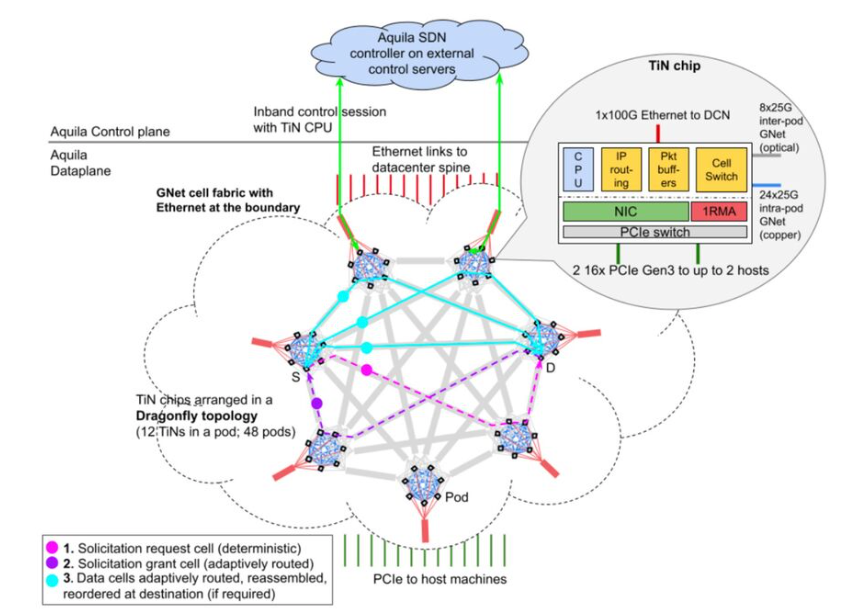 Aquila SDN
controller on external
control servers
TiN chip
1x100G Ethernet to DCN
8x25G
inter-pod
GNet
(optical)
Inband control session
with TiN CPU
Aquila Control plane
Aquila
Dataplane
Ethernet links to
datacenter spine
C
P
U
IP
rout-
ing
Pkt
buff-
ers
Cell
Switch
24x25G
intra-pod
GNet
(copper)
GNet cell fabric with
Ethernet at the boundary
NIC
1RMA
PCIe switch
2 16x PCIe Gen3 to up to 2 hosts
S
D
TiN chips arranged in a
Dragonfly topology
(12 TiNs in a pod; 48 pods)
Pod
1. Solicitation request cell (deterministic)
2. Solicitation grant cell (adaptively routed)
3. Data cells adaptively routed, reassembled,
reordered at destination (if required)
PCIe to host machines